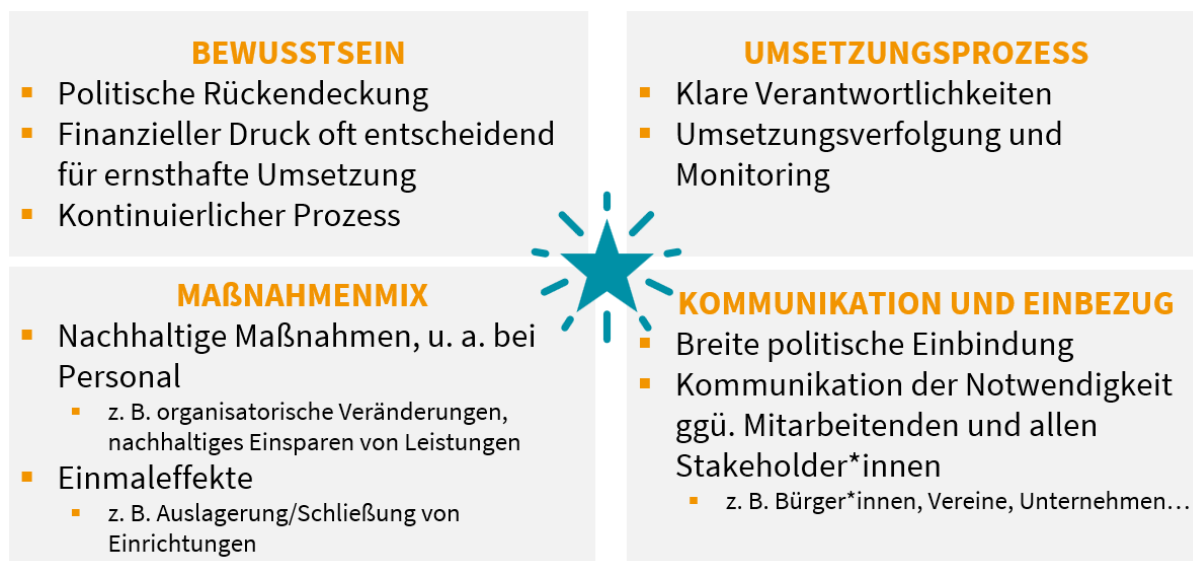 BEWUSSTSEIN
▪ Politische Rückendeckung
▪ Finanzieller Druck oft entscheidend
für ernsthafte Umsetzung
▪ Kontinuierlicher Prozess
UMSETZUNGSPROZESS
▪ Klare Verantwortlichkeiten
▪ Umsetzungsverfolgung und
Monitoring
MAßNAHMENMIX
▪ Nachhaltige Maßnahmen, u. a. bei
Personal
▪ z. B. organisatorische Veränderungen,
nachhaltiges Einsparen von Leistungen
▪ Einmaleffekte
▪ z. B. Auslagerung/Schließung von
Einrichtungen
KOMMUNIKATION UND EINBEZUG
▪ Breite politische Einbindung
▪ Kommunikation der Notwendigkeit
ggü. Mitarbeitenden und allen
Stakeholder*innen
▪ z. B. Bürger*innen, Vereine, Unternehmen…